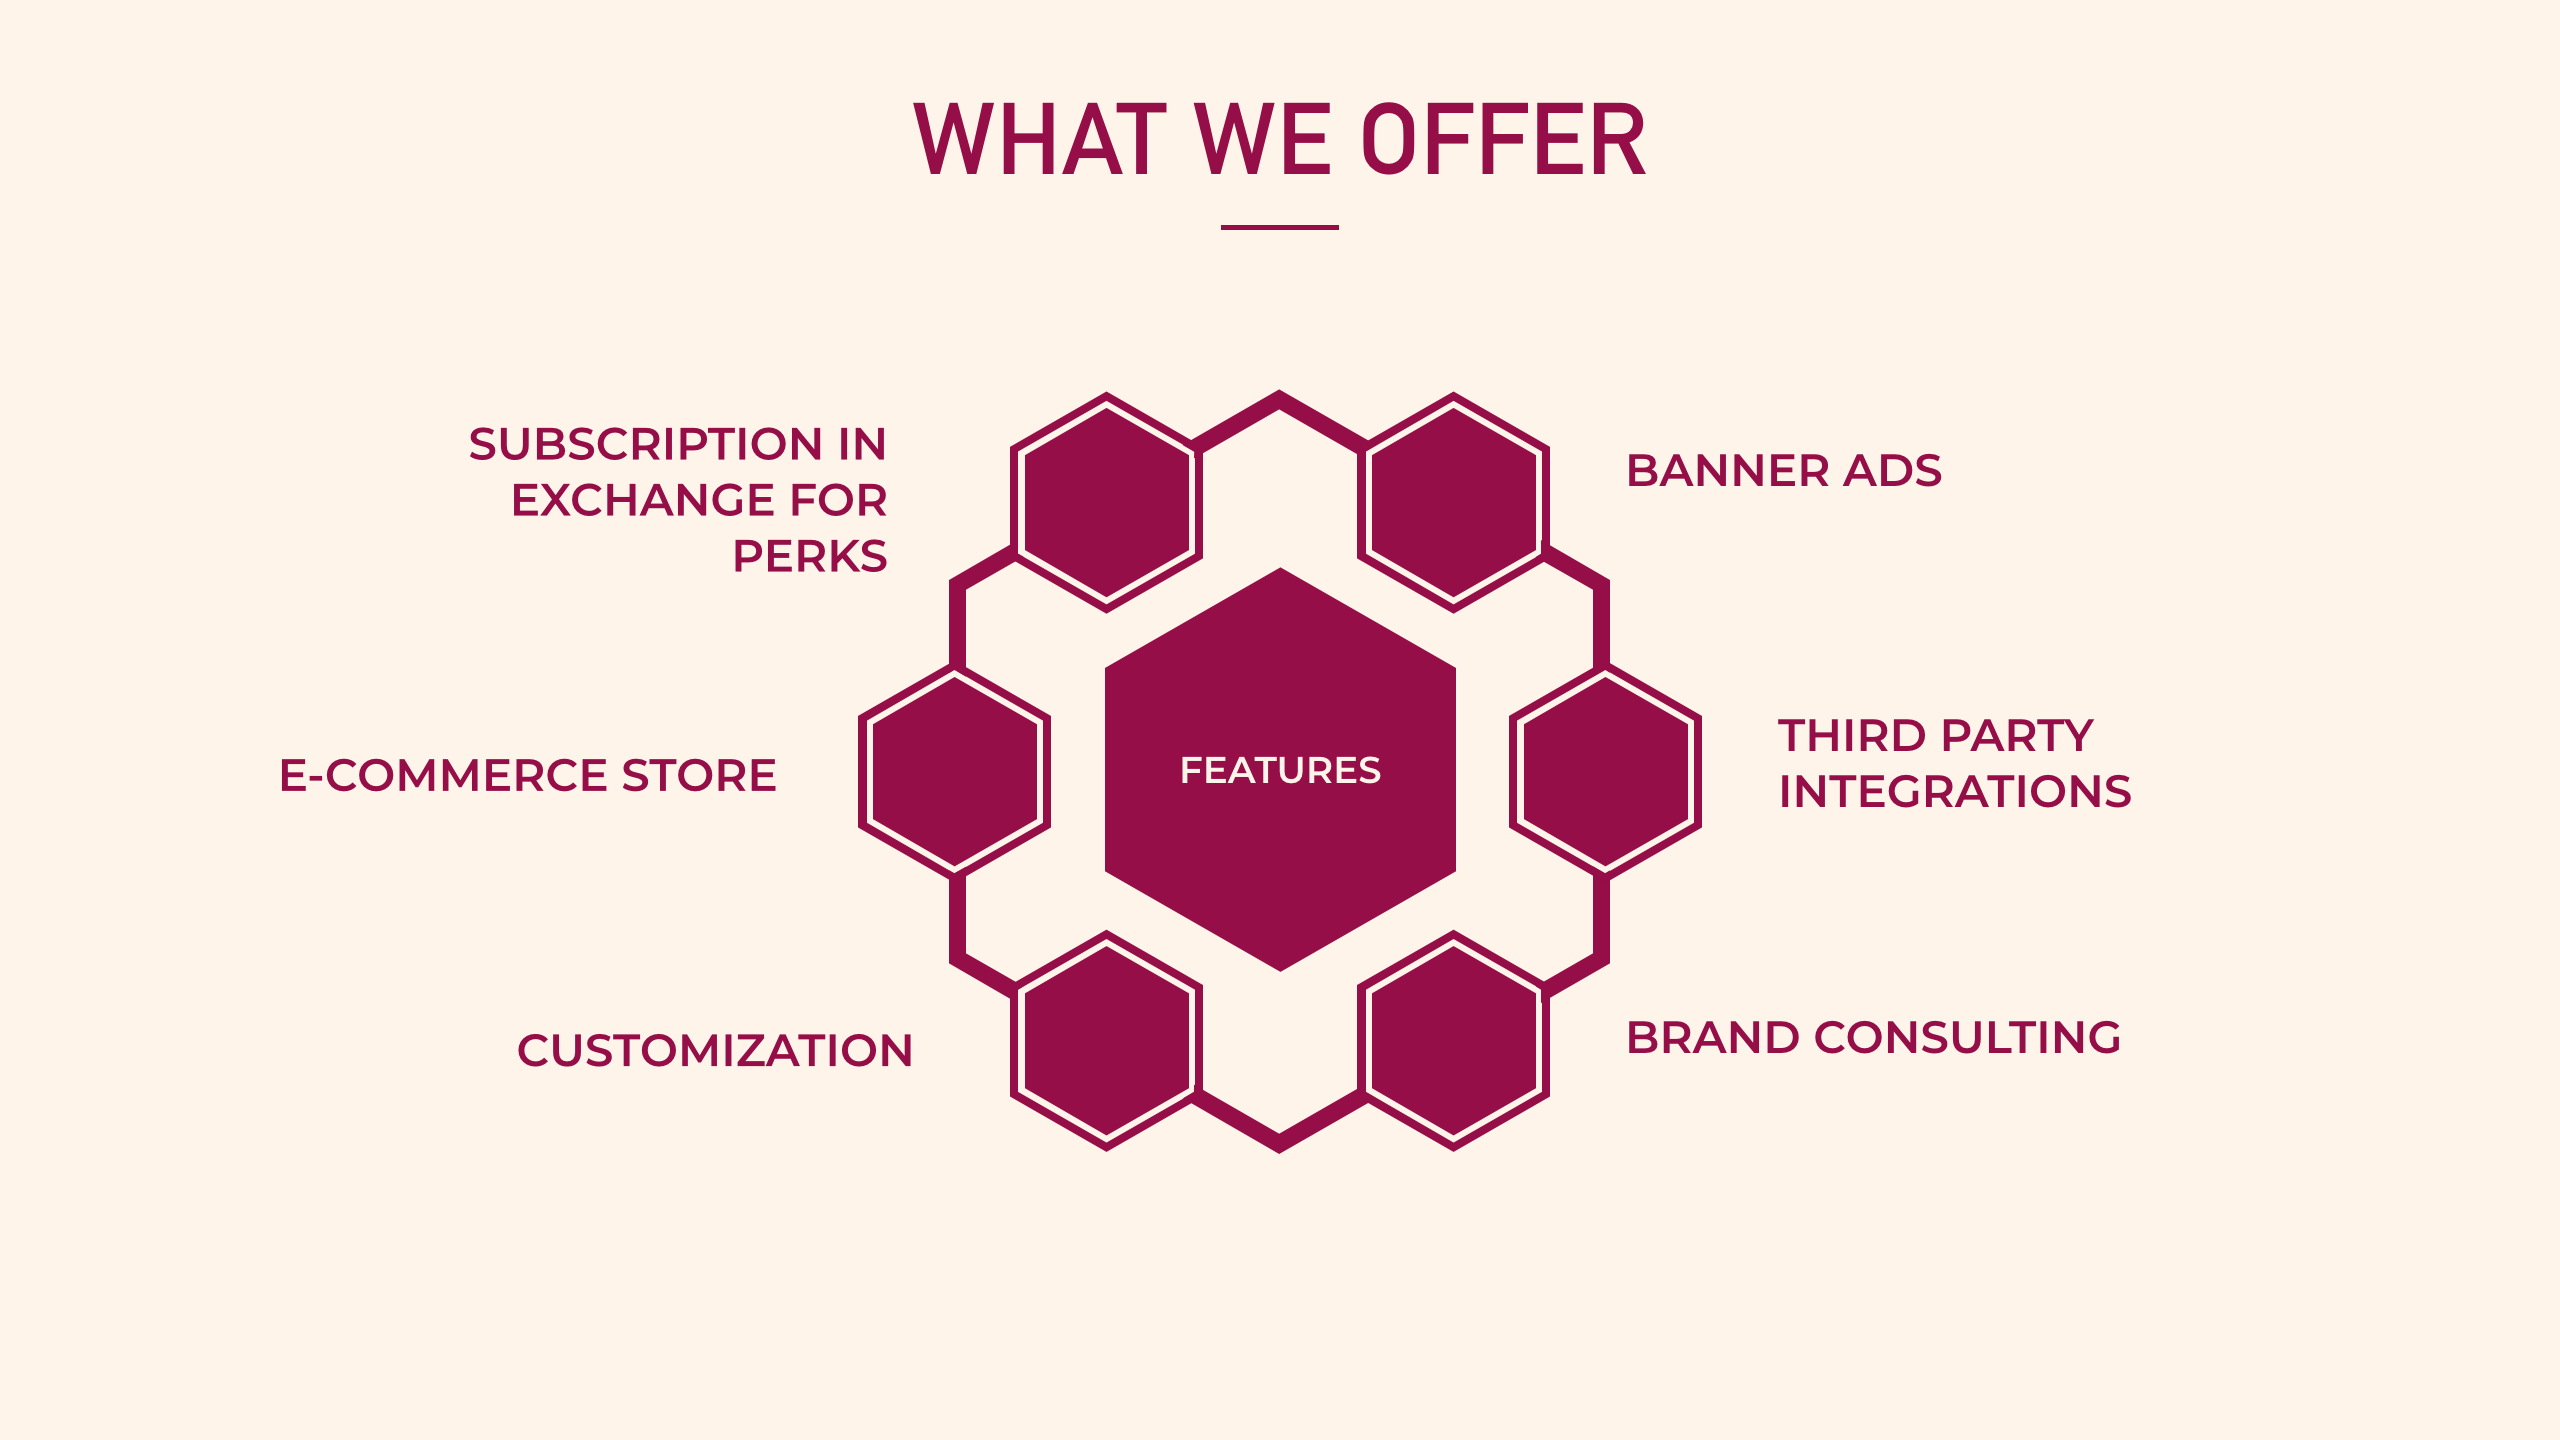 WHAT WE OFFER
SUBSCRIPTION IN
EXCHANGE FOR
PERKS
BANNER ADS
E-COMMERCE STORE
FEATURES
THIRD PARTY
INTEGRATIONS
CUSTOMIZATION
BRAND CONSULTING